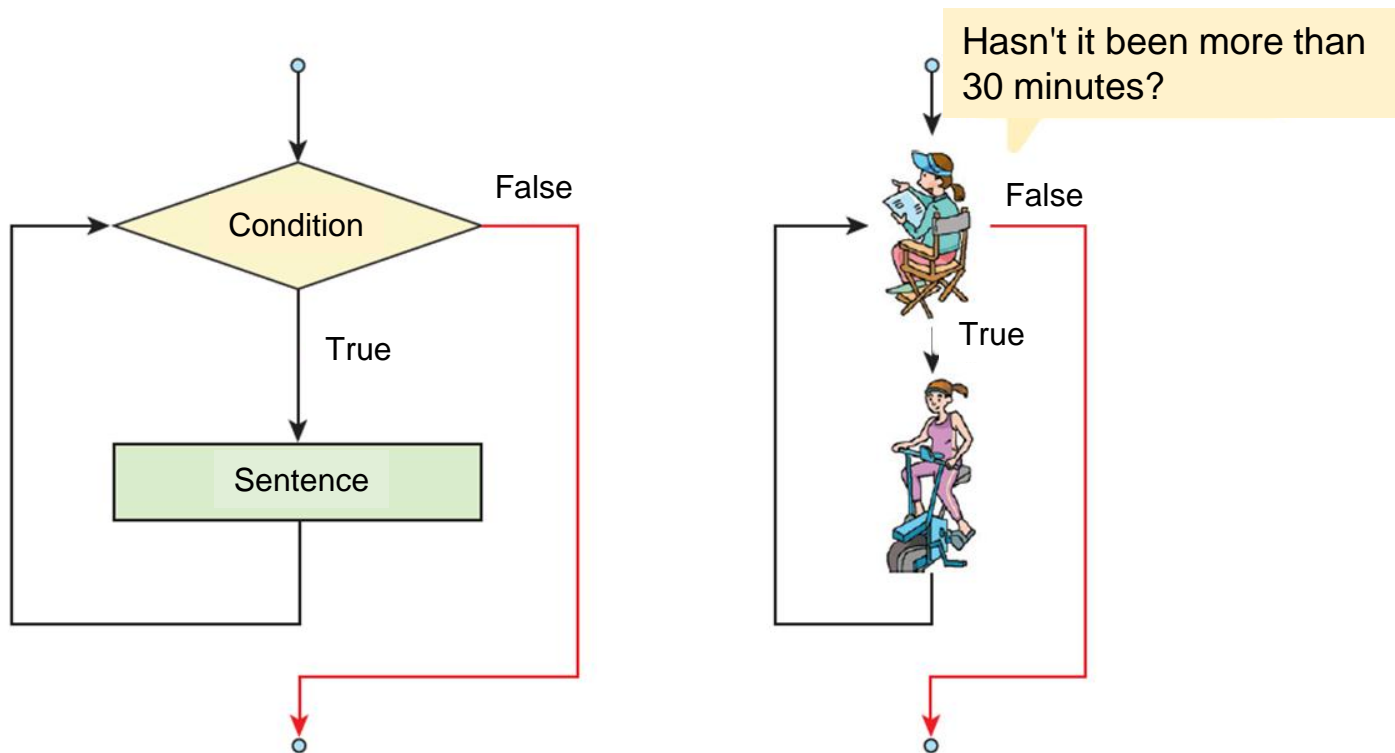 Hasn't it been more than
30 minutes?
False
Condition
True
Sentence
False
True